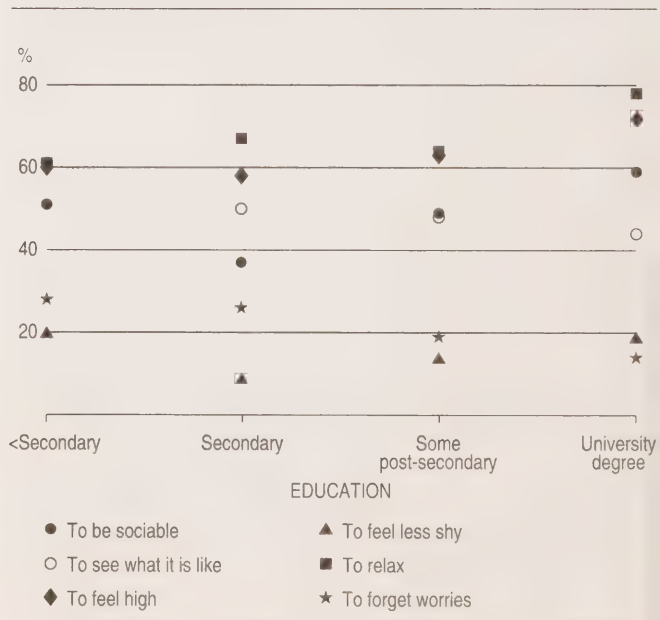 %
80
60
40
20
<Secondary Secondary Some post-secondary University degree
EDUCATION
● To be sociable ▲ To feel less shy
○ To see what it is like ■ To relax
◆ To feel high ★ To forget worries